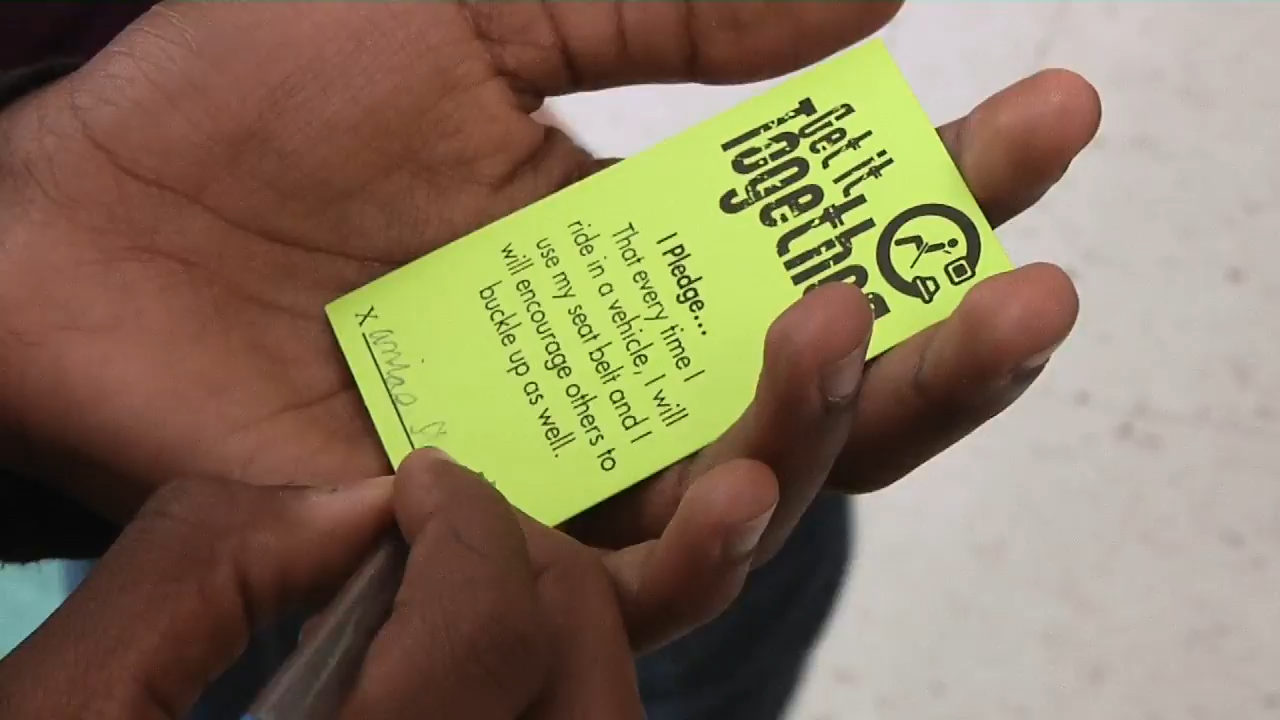 Get it
Together
I Pledge...
That every time I
ride in a vehicle, I will
use my seat belt and I
will encourage others to
buckle up as well.
X